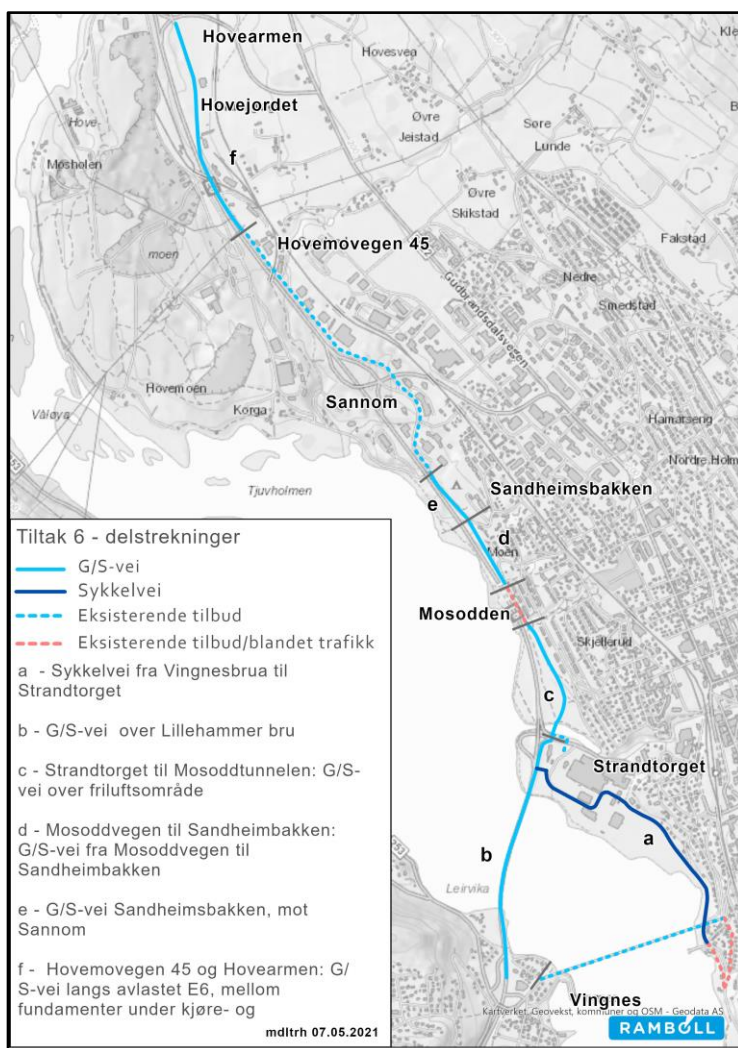 Hovearmen
Hovesven
Hovejordet
Hove
Øvre
Jeistad
Søre
Lunde
Mosholen
f
Øvre
Skikstad
moen
Hovemovegen 45
Fakstad
Nedre
Smedstad
Gudbrandsdalsvegen
Hovemoen
Korga
Sannom
Våløya
Hamarseng
Nordre Holm
Tjuvholmen
e
Sandheimsbakken
d
Moen
Mosodden
Skjellerud
c
Strandtorget
a
b
Leirvika
Vingnes
Tiltak 6 - delstrekninger
G/S-vei
Sykkelvei
Eksisterende tilbud
Eksisterende tilbud/blandet trafikk
a - Sykkelvei fra Vingnesbrua til
Strandtorget
b - G/S-vei over Lillehammer bru
c - Strandtorget til Mosoddtunnelen: G/S-
vei over friluftsområde
d - Mosoddvegen til Sandheimbakken:
G/S-vei fra Mosoddvegen til
Sandheimbakken
e - G/S-vei Sandheimsbakken, mot
Sannom
f - Hovemovegen 45 og Hovearmen: G/
S-vei langs avlastet E6, mellom
fundamenter under kjøre- og
mdltrh 07.05.2021
Kartverket, Geovekst, kommuner og OSM - Geodata AS
RAMBOLL